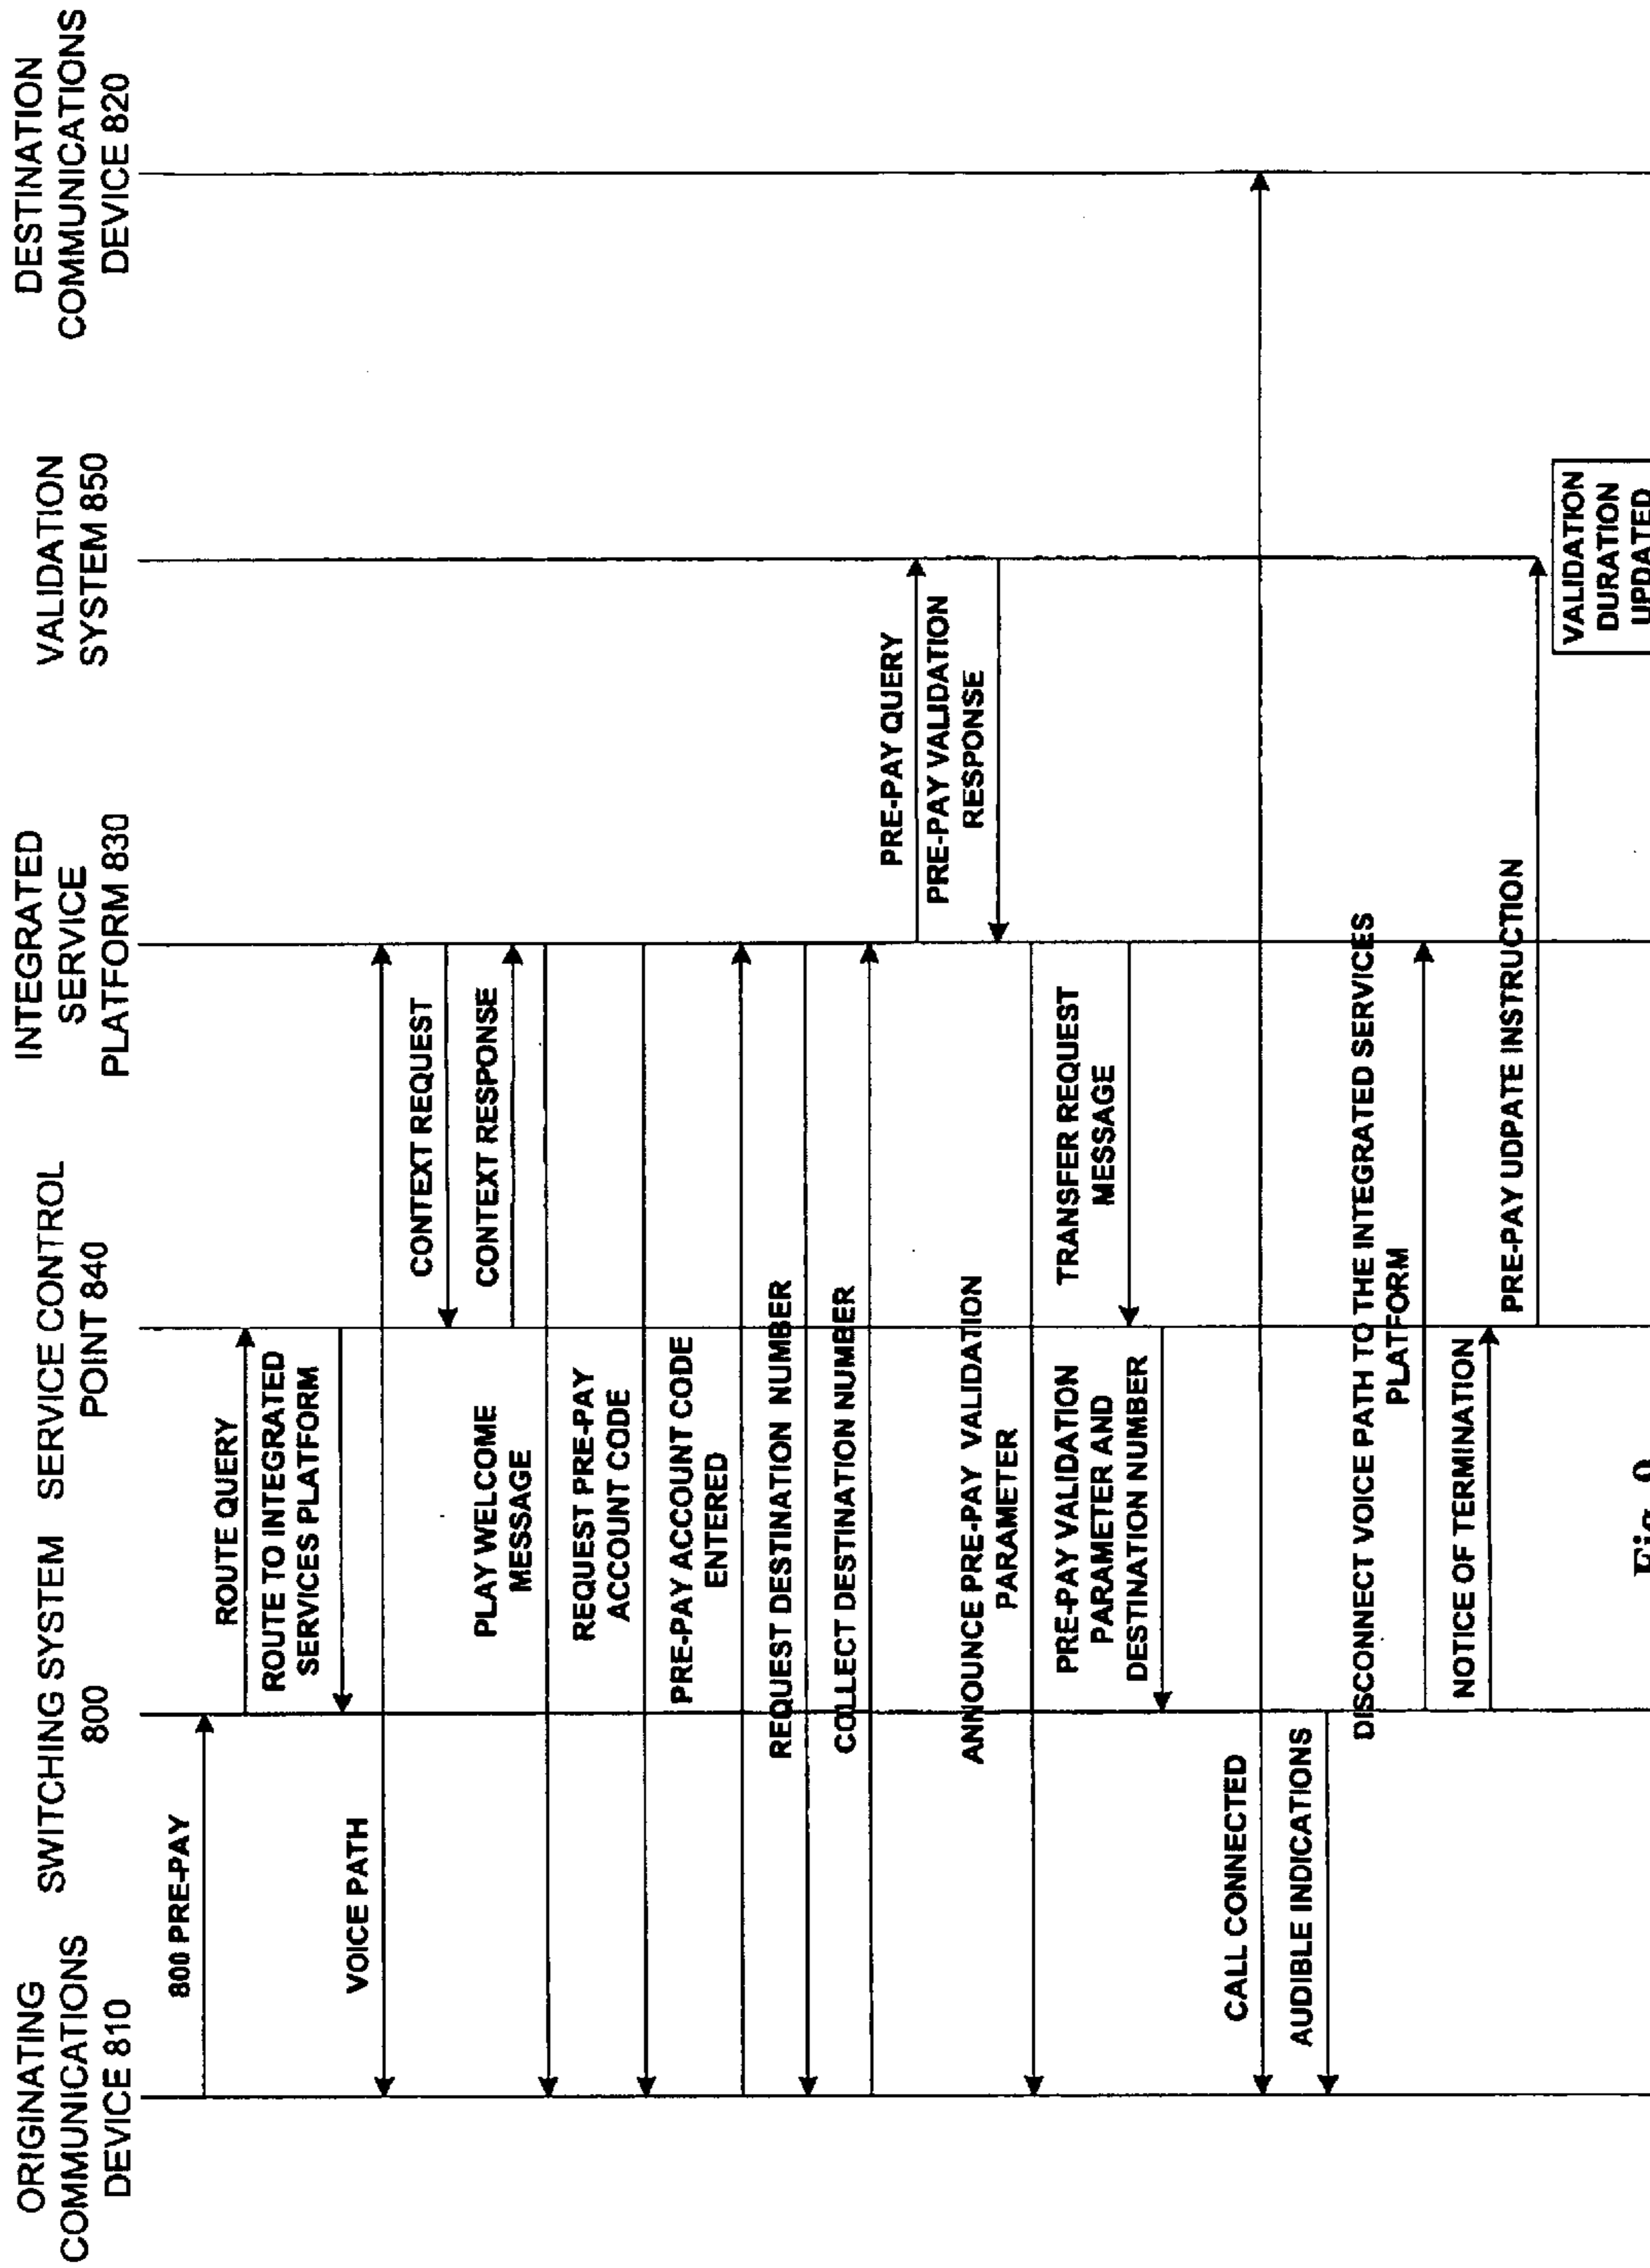 ORIGINATING
COMMUNICATIONS
DEVICE 810
SWITCHING SYSTEM
800
SERVICE CONTROL
POINT 840
INTEGRATED
SERVICE
PLATFORM 830
VALIDATION
SYSTEM 850
DESTINATION
COMMUNICATIONS
DEVICE 820
800 PRE-PAY
ROUTE QUERY
ROUTE TO INTEGRATED
SERVICES PLATFORM
VOICE PATH
CONTEXT REQUEST
CONTEXT RESPONSE
PLAY WELCOME
MESSAGE
REQUEST PRE-PAY
ACCOUNT CODE
PRE-PAY ACCOUNT CODE
ENTERED
REQUEST DESTINATION NUMBER
COLLECT DESTINATION NUMBER
PRE-PAY QUERY
PRE-PAY VALIDATION
RESPONSE
ANNOUNCE PRE-PAY VALIDATION
PARAMETER
TRANSFER REQUEST
MESSAGE
PRE-PAY VALIDATION
PARAMETER AND
DESTINATION NUMBER
CALL CONNECTED
AUDIBLE INDICATIONS
DISCONNECT VOICE PATH TO THE INTEGRATED SERVICES
PLATFORM
NOTICE OF TERMINATION
PRE-PAY UDPATE INSTRUCTION
VALIDATION
DURATION
UPDATED